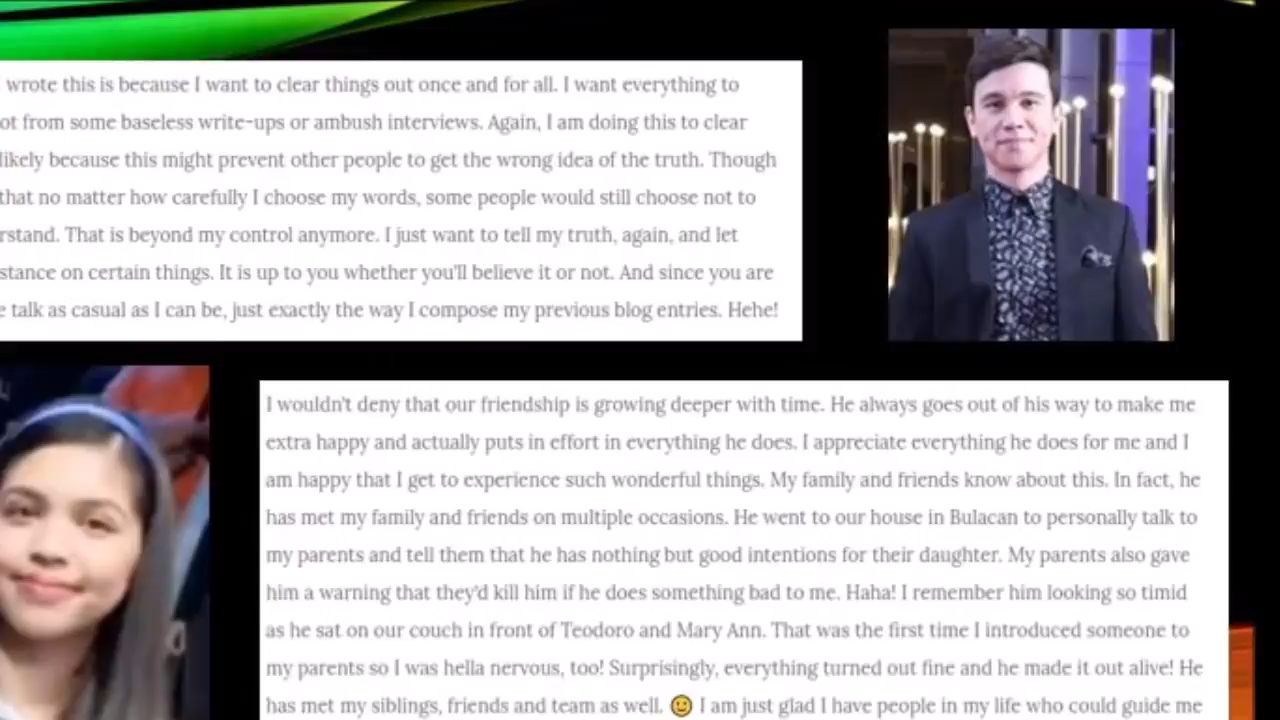 wrote this is because I want to clear things out once and for all. I want everything to
ot from some baseless write-ups or ambush interviews. Again, I am doing this to clear
likely because this might prevent other people to get the wrong idea of the truth. Though
that no matter how carefully I choose my words, some people would still choose not to
rstand. That is beyond my control anymore. I just want to tell my truth, again, and let
stance on certain things. It is up to you whether you'll believe it or not. And since you are
e talk as casual as I can be, just exactly the way I compose my previous blog entries. Hehe!
I wouldn't deny that our friendship is growing deeper with time. He always goes out of his way to make me
extra happy and actually puts in effort in everything he does. I appreciate everything he does for me and I
am happy that I get to experience such wonderful things. My family and friends know about this. In fact, he
has met my family and friends on multiple occasions. He went to our house in Bulacan to personally talk to
my parents and tell them that he has nothing but good intentions for their daughter. My parents also gave
him a warning that they'd kill him if he does something bad to me. Haha! I remember him looking so timid
as he sat on our couch in front of Teodoro and Mary Ann. That was the first time I introduced someone to
my parents so I was hella nervous, too! Surprisingly, everything turned out fine and he made it out alive! He
has met my siblings, friends and team as well. 🙂 I am just glad I have people in my life who could guide me